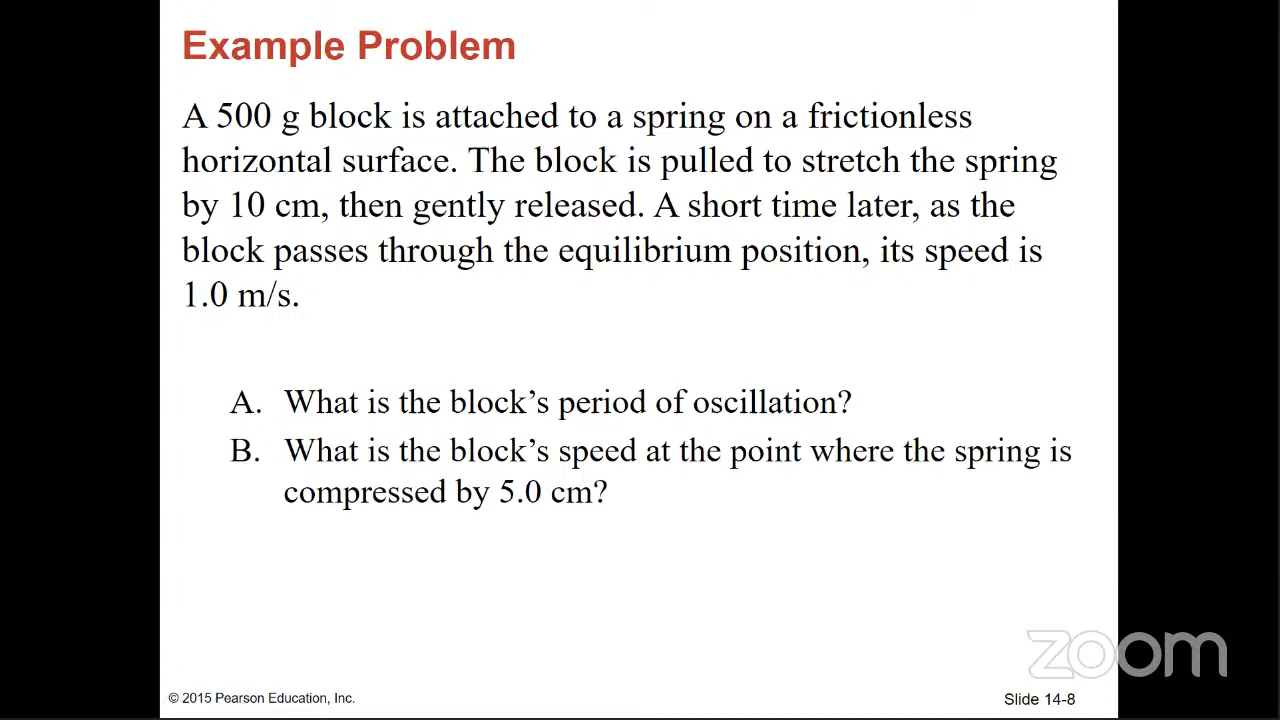 Example Problem
A 500 g block is attached to a spring on a frictionless
horizontal surface. The block is pulled to stretch the spring
by 10 cm, then gently released. A short time later, as the
block passes through the equilibrium position, its speed is
1.0 m/s.
A. What is the block’s period of oscillation?
B. What is the block’s speed at the point where the spring is
compressed by 5.0 cm?
zoom
© 2015 Pearson Education, Inc.
Slide 14-8